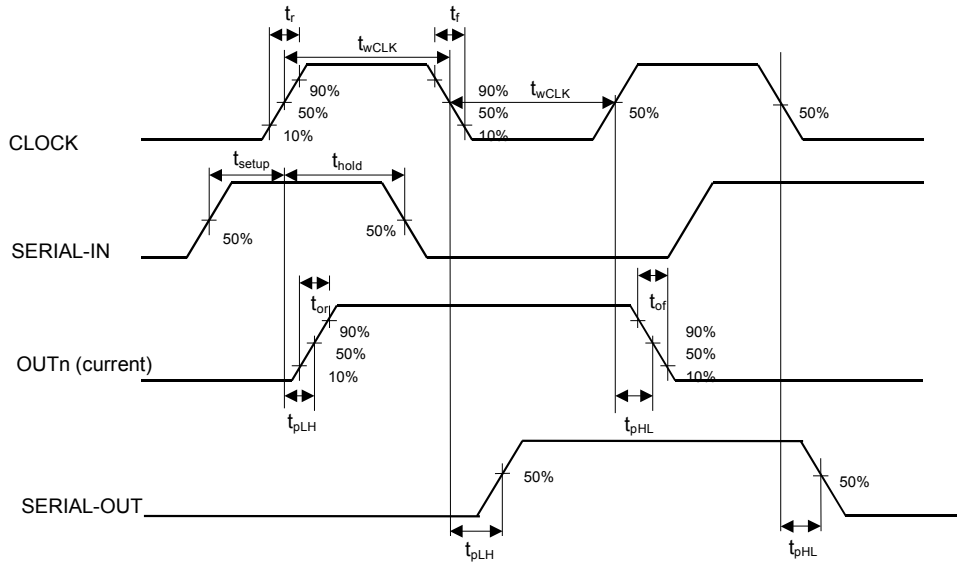 tr
tf
twCLK
90%
50%
10%
90%
50%
10%
twCLK
50%
50%
CLOCK
tsetup
thold
50%
50%
SERIAL-IN
tor
tof
90%
50%
10%
90%
50%
10%
OUTn (current)
tpLH
tpHL
50%
50%
SERIAL-OUT
tpLH
tpHL